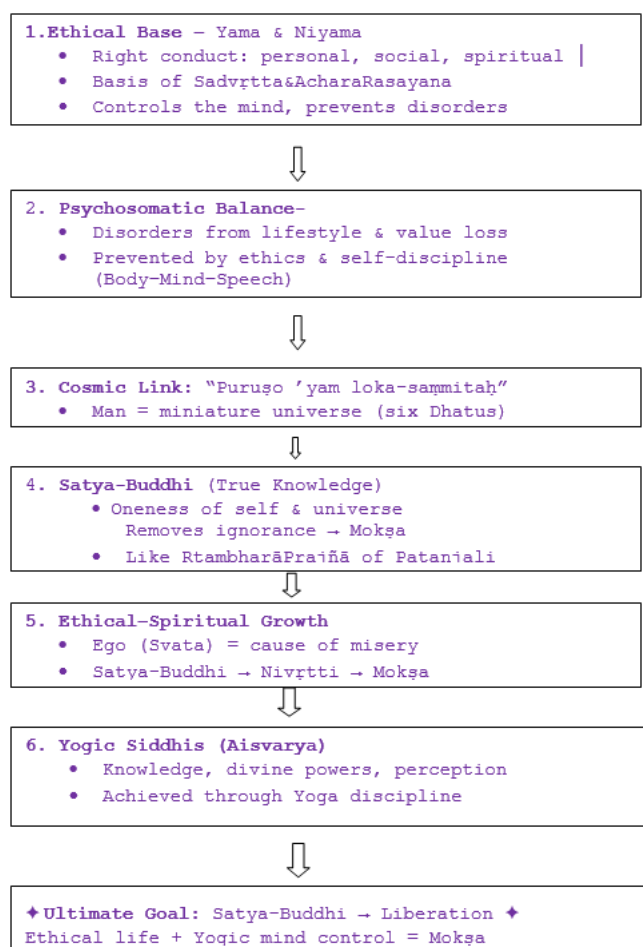 1.Ethical Base – Yama & Niyama
• Right conduct: personal, social, spiritual |
• Basis of Sadvṛtta&AcharaRasayana
• Controls the mind, prevents disorders
2. Psychosomatic Balance-
• Disorders from lifestyle & value loss
• Prevented by ethics & self-discipline
(Body-Mind-Speech)
3. Cosmic Link: “Puruṣo ’yam loka-saṃmitaḥ”
• Man = miniature universe (six Dhatus)
4. Satya-Buddhi (True Knowledge)
• Oneness of self & universe
Removes ignorance → Mokṣa
• Like RtambharāPrajñā of Patanjali
5. Ethical-Spiritual Growth
• Ego (Svata) = cause of misery
• Satya-Buddhi → Nivṛtti → Mokṣa
6. Yogic Siddhis (Aisvarya)
• Knowledge, divine powers, perception
• Achieved through Yoga discipline
✦Ultimate Goal: Satya-Buddhi → Liberation ✦
Ethical life + Yogic mind control = Mokṣa